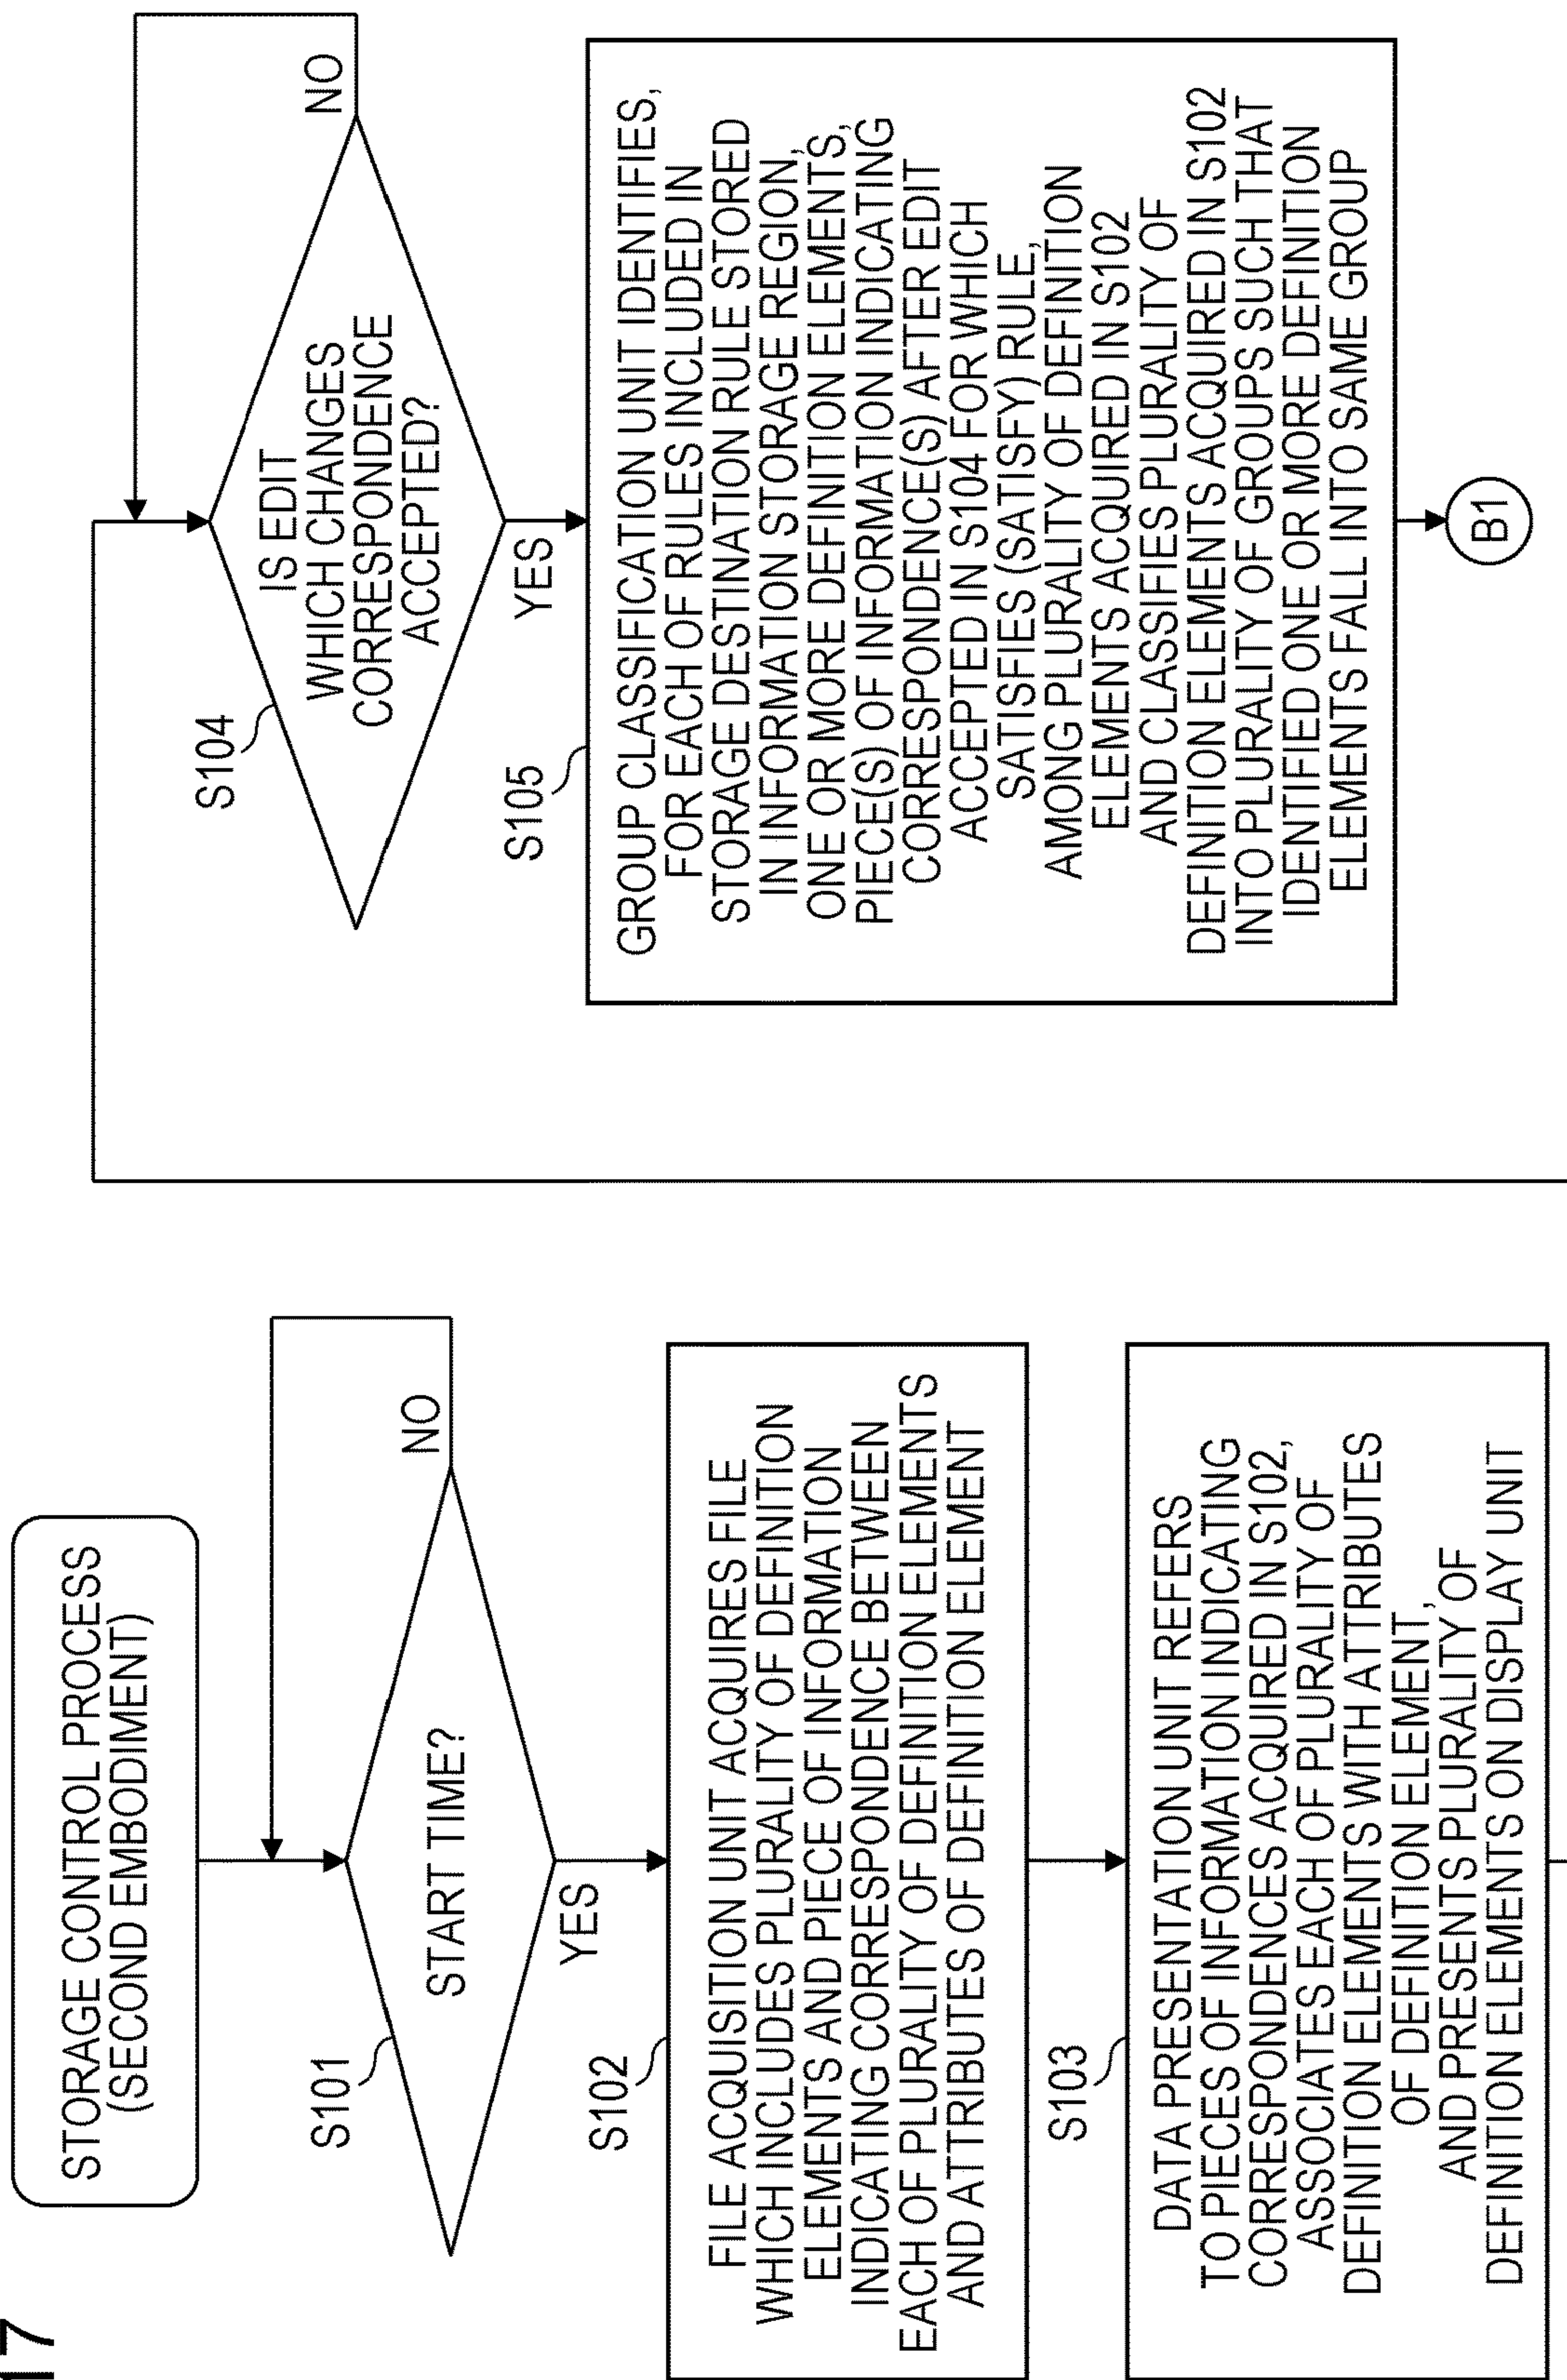 17
STORAGE CONTROL PROCESS
(SECOND EMBODIMENT)
S101
START TIME?
NO
YES
S102
FILE ACQUISITION UNIT ACQUIRES FILE
WHICH INCLUDES PLURALITY OF DEFINITION
ELEMENTS AND PIECE OF INFORMATION
INDICATING CORRESPONDENCE BETWEEN
EACH OF PLURALITY OF DEFINITION ELEMENTS
AND ATTRIBUTES OF DEFINITION ELEMENT
S103
DATA PRESENTATION UNIT REFERS
TO PIECES OF INFORMATION INDICATING
CORRESPONDENCES ACQUIRED IN S102,
ASSOCIATES EACH OF PLURALITY OF
DEFINITION ELEMENTS WITH ATTRIBUTES
OF DEFINITION ELEMENT,
AND PRESENTS PLURALITY OF
DEFINITION ELEMENTS ON DISPLAY UNIT
S104
IS EDIT
WHICH CHANGES
CORRESPONDENCE
ACCEPTED?
NO
YES
S105
GROUP CLASSIFICATION UNIT IDENTIFIES,
FOR EACH OF RULES INCLUDED IN
STORAGE DESTINATION RULE STORED
IN INFORMATION STORAGE REGION,
ONE OR MORE DEFINITION ELEMENTS,
PIECE(S) OF INFORMATION INDICATING
CORRESPONDENCE(S) AFTER EDIT
ACCEPTED IN S104 FOR WHICH
SATISFIES (SATISFY) RULE,
AMONG PLURALITY OF DEFINITION
ELEMENTS ACQUIRED IN S102
AND CLASSIFIES PLURALITY OF
DEFINITION ELEMENTS ACQUIRED IN S102
INTO PLURALITY OF GROUPS SUCH THAT
IDENTIFIED ONE OR MORE DEFINITION
ELEMENTS FALL INTO SAME GROUP
B1